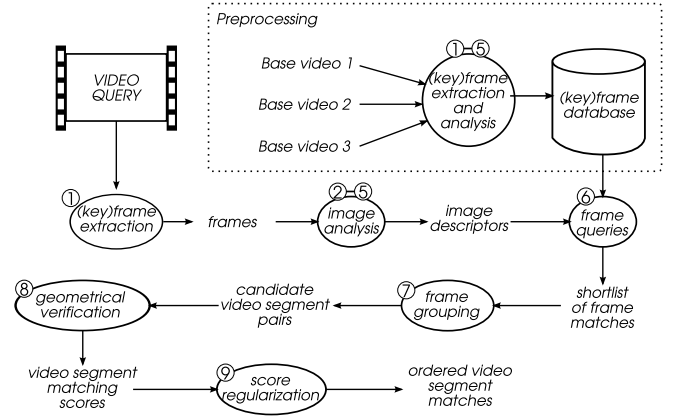 Preprocessing
VIDEO
QUERY
Base video 1
Base video 2
Base video 3
①–⑤
(key)frame
extraction
and
analysis
(key)frame
database
①
(key)frame
extraction
frames
②–⑤
image
analysis
image
descriptors
⑥
frame
queries
⑧
geometrical
verification
candidate
video segment
pairs
⑦
frame
grouping
shortlist
of frame
matches
video segment
matching
scores
⑨
score
regularization
ordered video
segment
matches